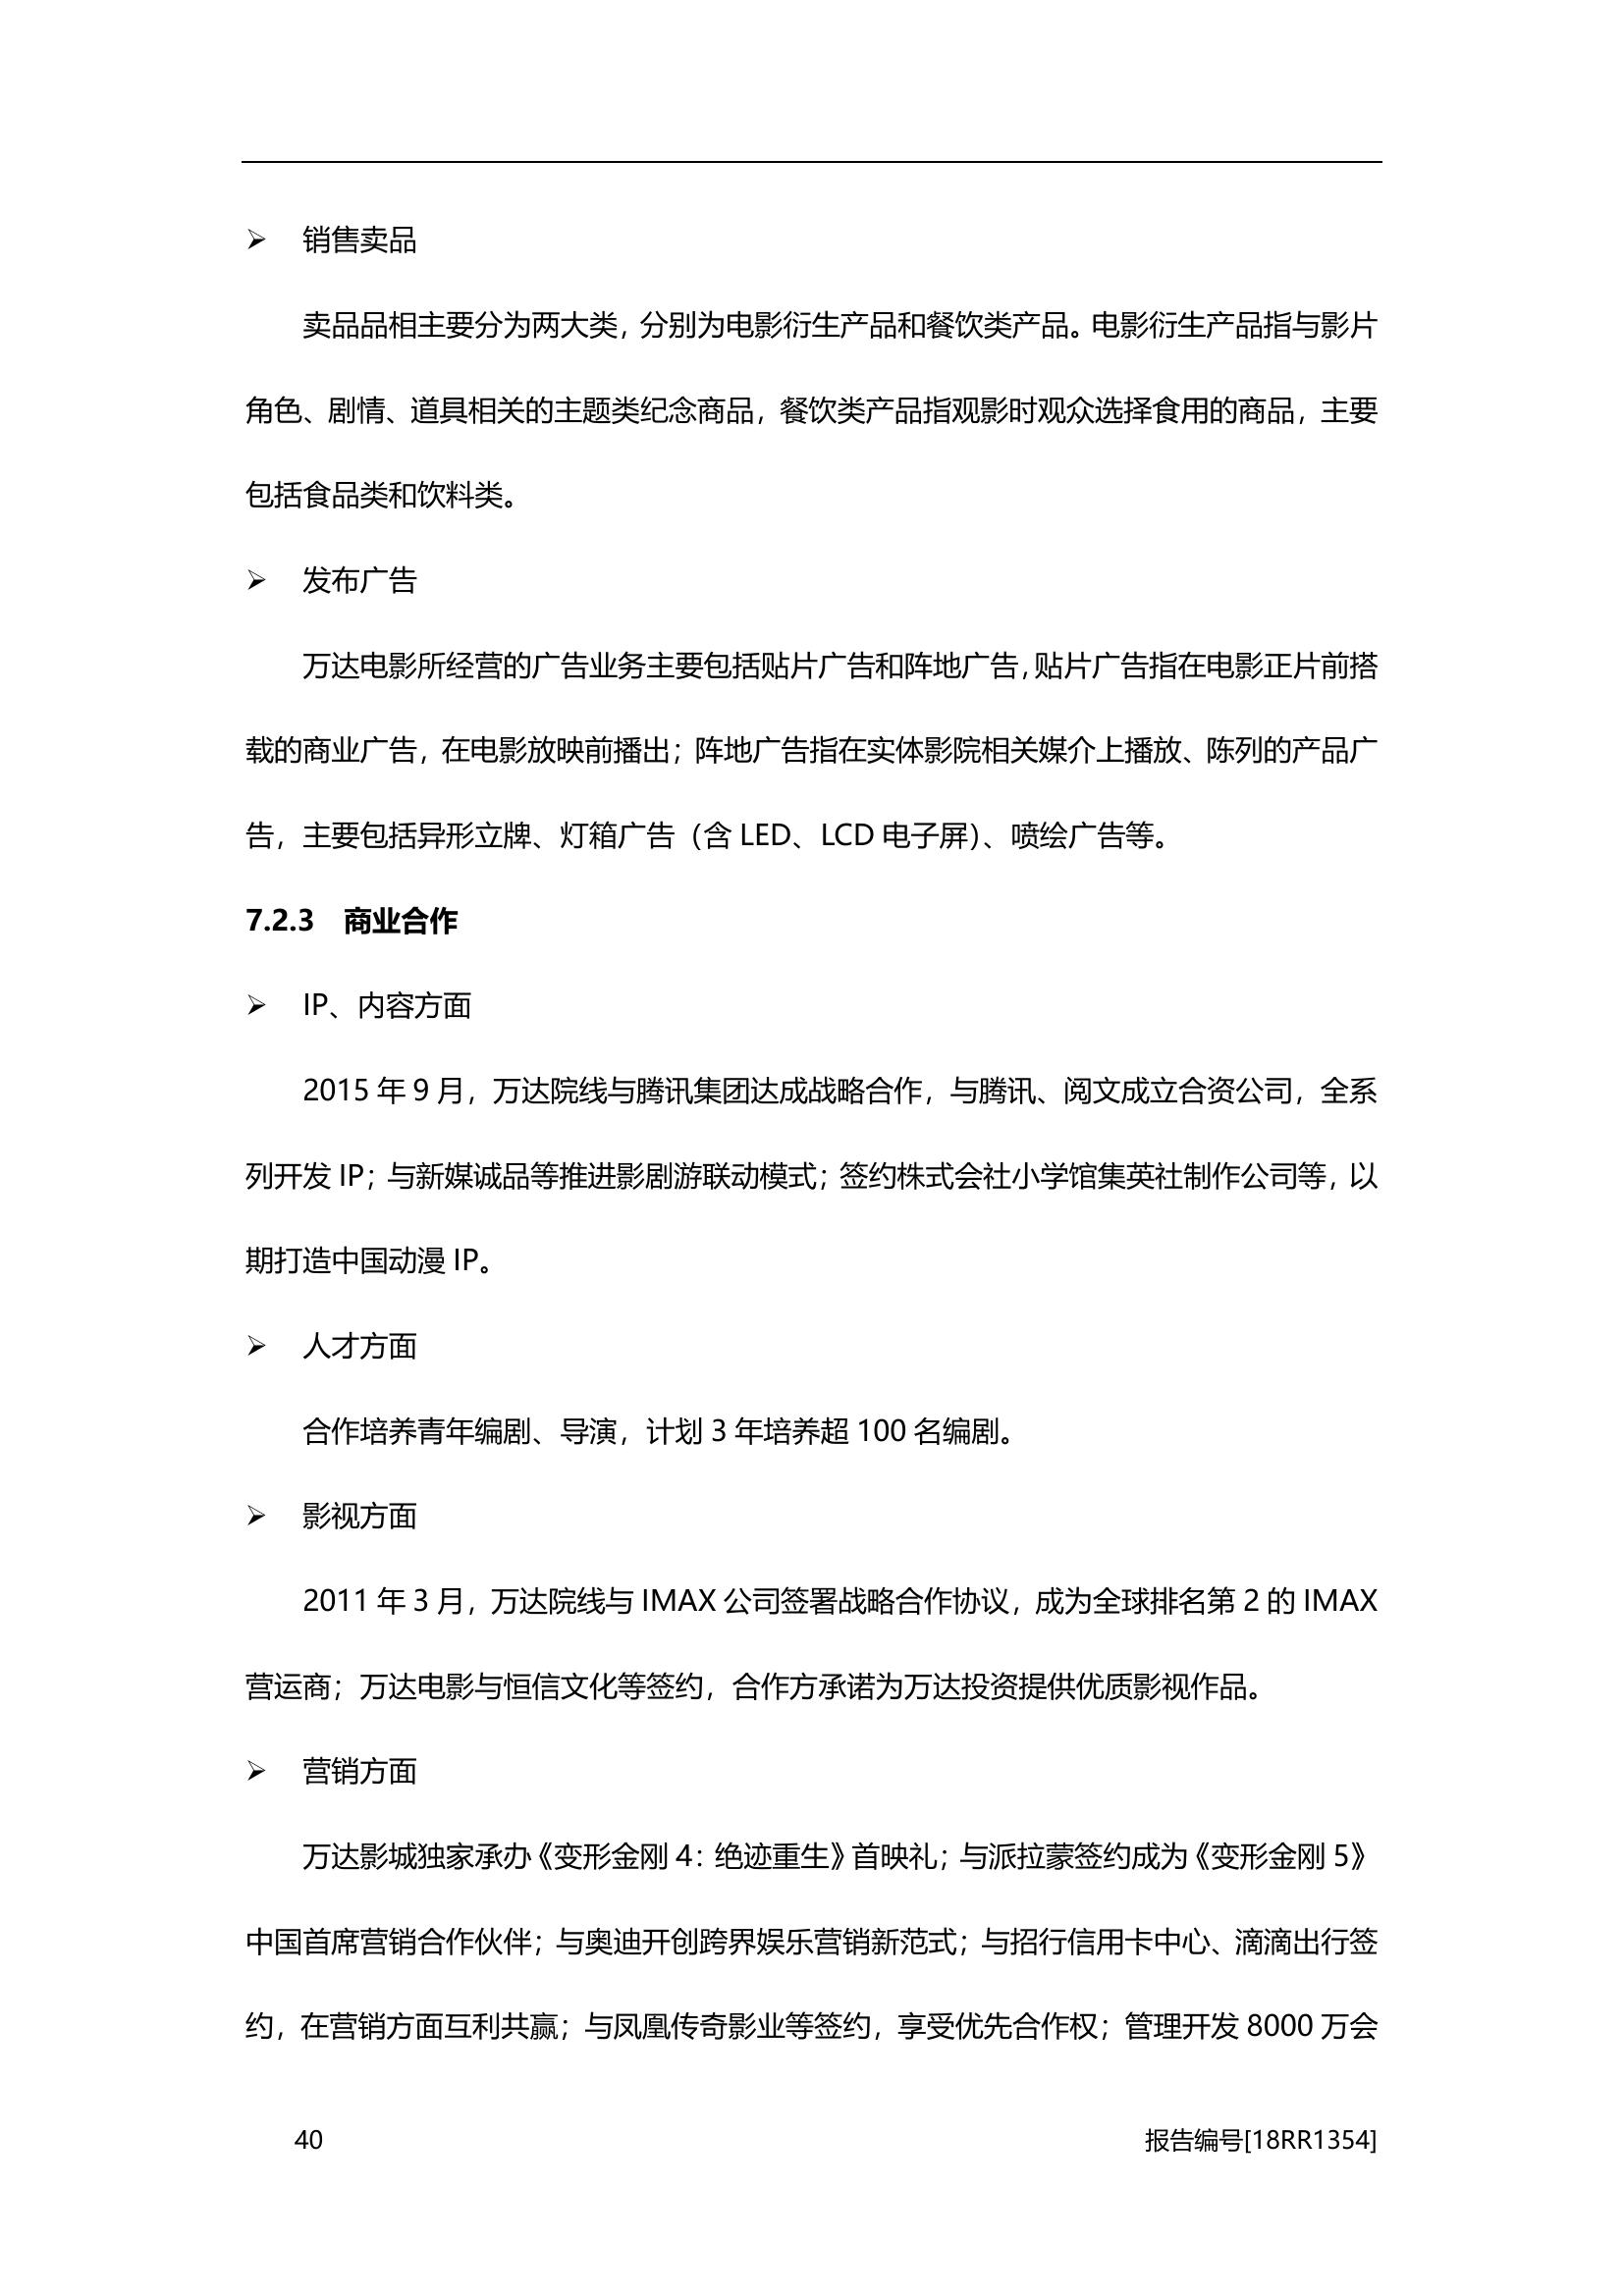 ➢ 销售卖品
卖品品相主要分为两大类，分别为电影衍生产品和餐饮类产品。电影衍生产品指与影片
角色、剧情、道具相关的主题类纪念商品，餐饮类产品指观影时观众选择食用的商品，主要
包括食品类和饮料类。
➢ 发布广告
万达电影所经营的广告业务主要包括贴片广告和阵地广告，贴片广告指在电影正片前搭
载的商业广告，在电影放映前播出；阵地广告指在实体影院相关媒介上播放、陈列的产品广
告，主要包括异形立牌、灯箱广告（含 LED、LCD 电子屏）、喷绘广告等。
7.2.3 商业合作
➢ IP、内容方面
2015 年 9 月，万达院线与腾讯集团达成战略合作，与腾讯、阅文成立合资公司，全系
列开发 IP；与新媒诚品等推进影剧游联动模式；签约株式会社小学馆集英社制作公司等，以
期打造中国动漫 IP。
➢ 人才方面
合作培养青年编剧、导演，计划 3 年培养超 100 名编剧。
➢ 影视方面
2011 年 3 月，万达院线与 IMAX 公司签署战略合作协议，成为全球排名第 2 的 IMAX
营运商；万达电影与恒信文化等签约，合作方承诺为万达投资提供优质影视作品。
➢ 营销方面
万达影城独家承办《变形金刚 4：绝迹重生》首映礼；与派拉蒙签约成为《变形金刚 5》
中国首席营销合作伙伴；与奥迪开创跨界娱乐营销新范式；与招行信用卡中心、滴滴出行签
约，在营销方面互利共赢；与凤凰传奇影业等签约，享受优先合作权；管理开发 8000 万会
40 报告编号[18RR1354]